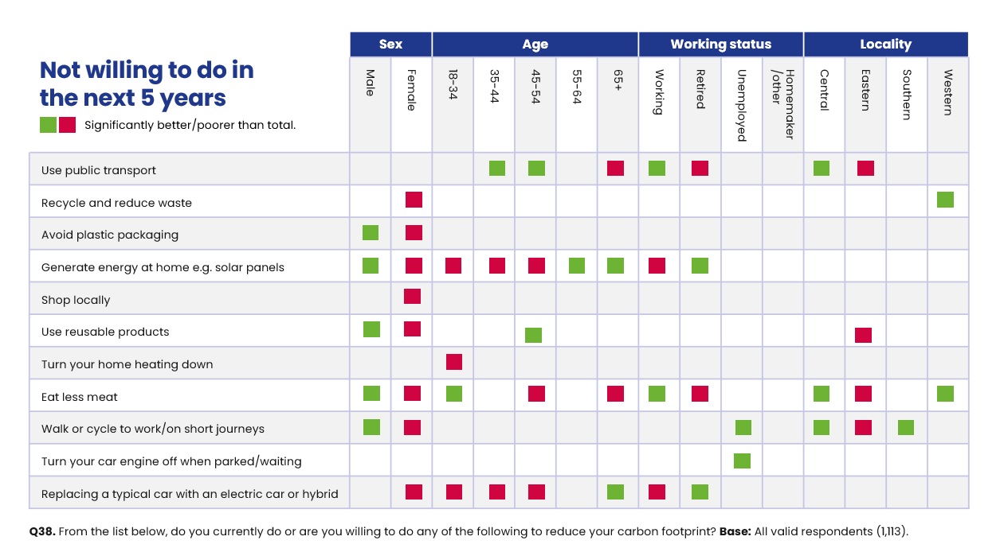 Sex Age Working status Locality
Not willing to do in
the next 5 years
Significantly better/poorer than total.
Male
Female
18–34
35–44
45–54
55–64
65+
Working
Retired
Unemployed
Homemaker
/other
Central
Eastern
Southern
Western
Use public transport
Recycle and reduce waste
Avoid plastic packaging
Generate energy at home e.g. solar panels
Shop locally
Use reusable products
Turn your home heating down
Eat less meat
Walk or cycle to work/on short journeys
Turn your car engine off when parked/waiting
Replacing a typical car with an electric car or hybrid
Q38. From the list below, do you currently do or are you willing to do any of the following to reduce your carbon footprint? Base: All valid respondents (1,113).